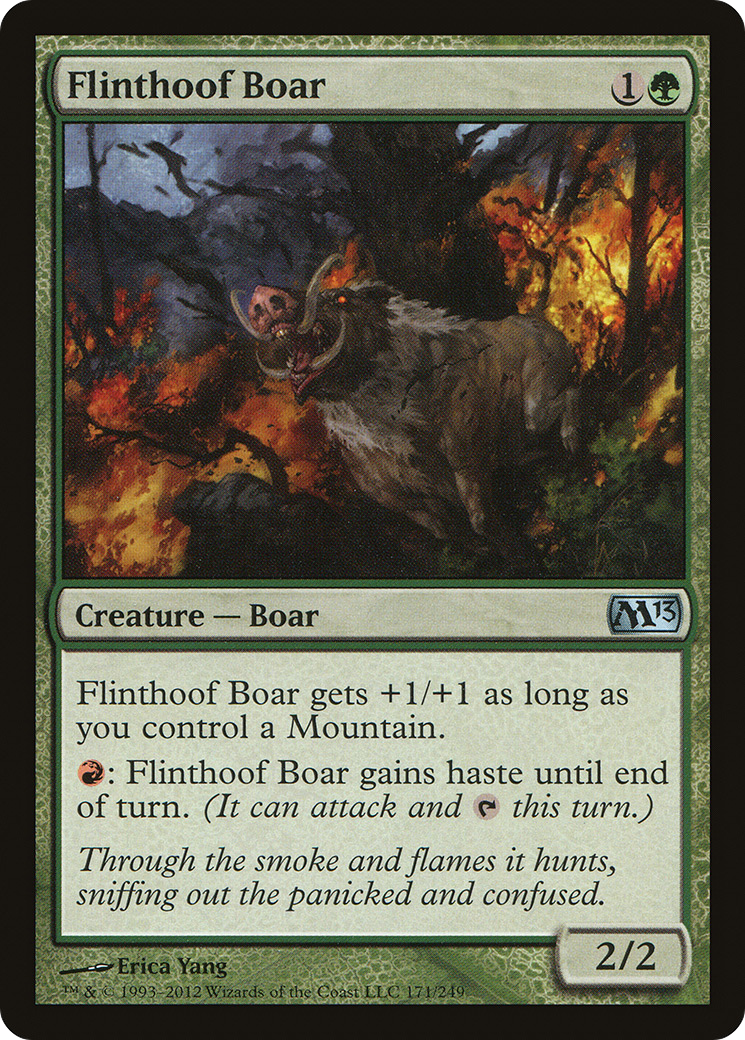 Flinthoof Boar 1
Creature — Boar M13
Flinthoof Boar gets +1/+1 as long as
you control a Mountain.
: Flinthoof Boar gains haste until end
of turn. (It can attack and this turn.)
Through the smoke and flames it hunts,
sniffing out the panicked and confused.
2/2
Erica Yang
™ & © 1993–2012 Wizards of the Coast LLC 171/249